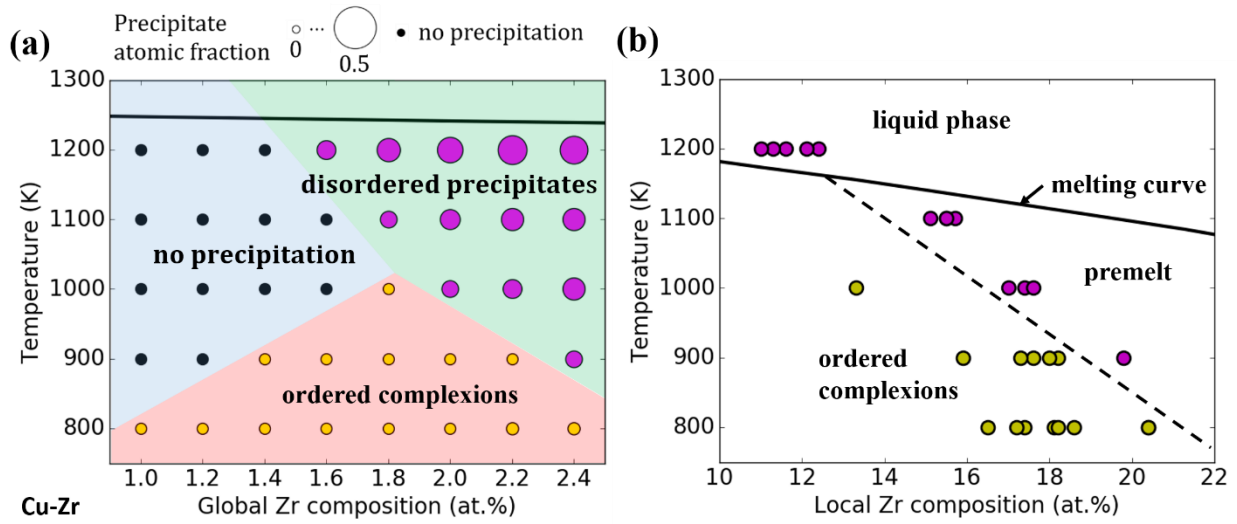 (a)
Precipitate
atomic fraction
0
...
0.5
no precipitation
1300
1200
1100
1000
900
800
Temperature (K)
disordered precipitates
no precipitation
ordered complexions
1.0 1.2 1.4 1.6 1.8 2.0 2.2 2.4
Global Zr composition (at.%)
Cu-Zr
(b)
1300
1200
1100
1000
900
800
Temperature (K)
liquid phase
melting curve
premelt
ordered
complexions
10 12 14 16 18 20 22
Local Zr composition (at.%)